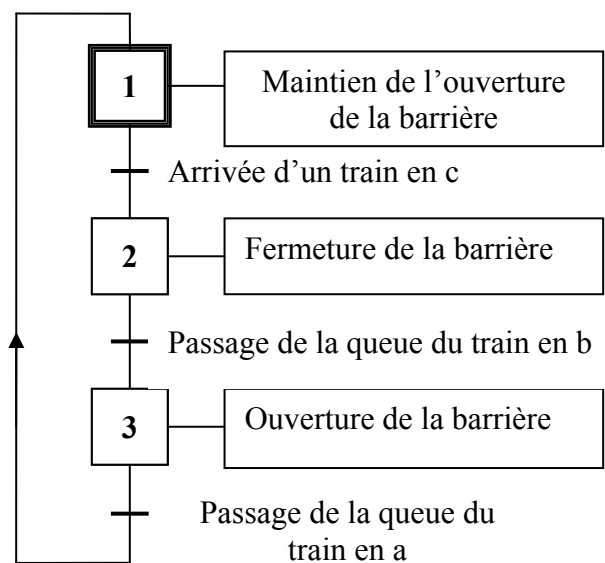 1
Maintien de l’ouverture
de la barrière
Arrivée d’un train en c
2
Fermeture de la barrière
Passage de la queue du train en b
3
Ouverture de la barrière
Passage de la queue du
train en a